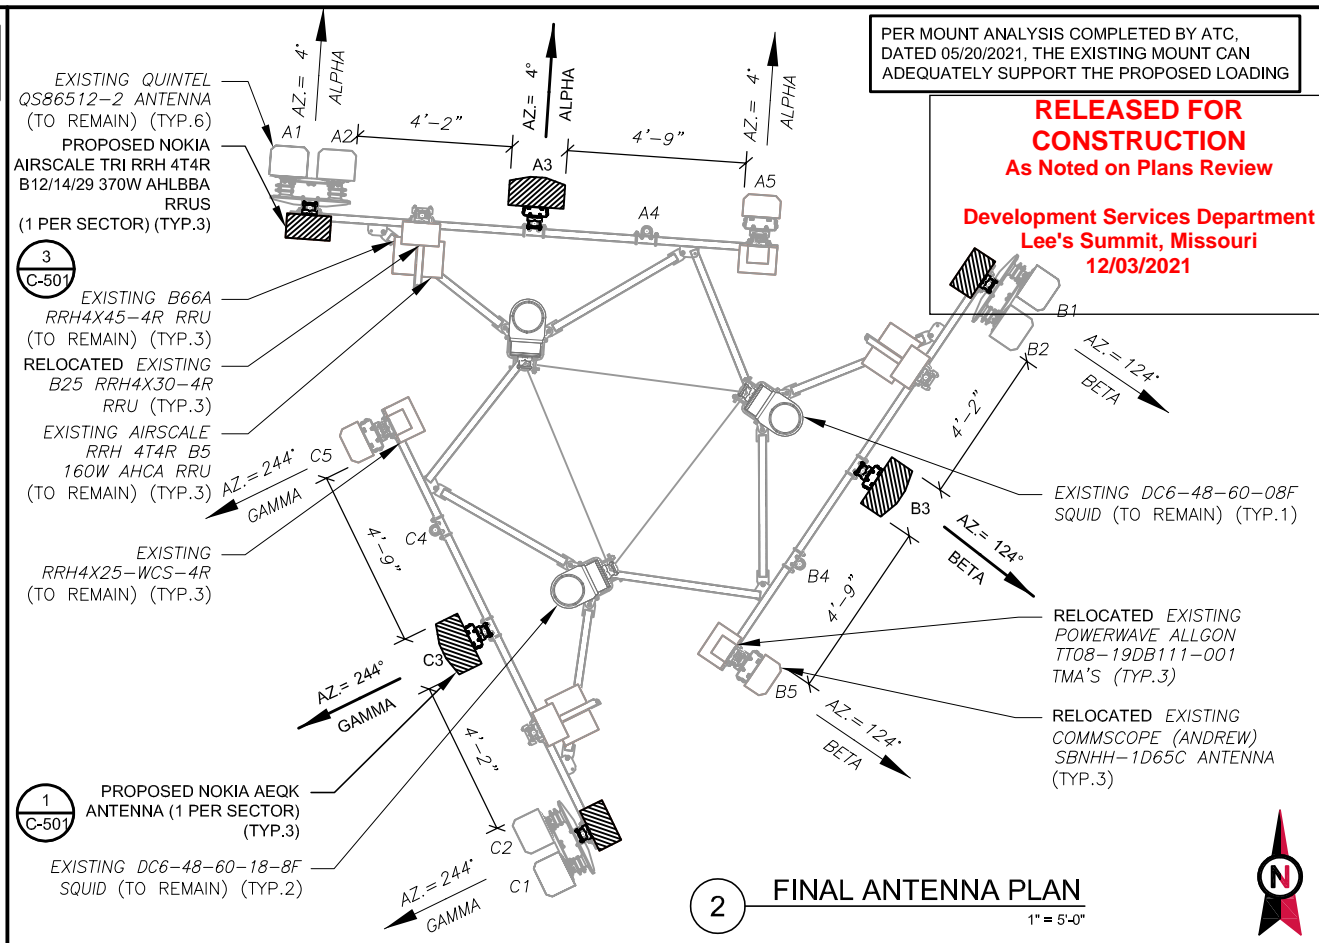 PER MOUNT ANALYSIS COMPLETED BY ATC,
DATED 05/20/2021, THE EXISTING MOUNT CAN
ADEQUATELY SUPPORT THE PROPOSED LOADING
RELEASED FOR
CONSTRUCTION
As Noted on Plans Review
Development Services Department
Lee's Summit, Missouri
12/03/2021
EXISTING QUINTEL
QS86512-2 ANTENNA
(TO REMAIN) (TYP.6)
PROPOSED NOKIA
AIRSCALE TRI RRH 4T4R
B12/14/29 370W AHLBBA
RRUS
(1 PER SECTOR) (TYP.3)
3
C-501
EXISTING B66A
RRH4X45-4R RRU
(TO REMAIN) (TYP.3)
RELOCATED EXISTING
B25 RRH4X30-4R
RRU (TYP.3)
EXISTING AIRSCALE
RRH 4T4R B5
160W AHCA RRU
(TO REMAIN) (TYP.3)
EXISTING
RRH4X25-WCS-4R
(TO REMAIN) (TYP.3)
1
C-501
PROPOSED NOKIA AEQK
ANTENNA (1 PER SECTOR)
(TYP.3)
EXISTING DC6-48-60-18-8F
SQUID (TO REMAIN) (TYP.2)
AZ.= 4°
ALPHA
AZ.= 4°
ALPHA
AZ.= 4°
ALPHA
A1
A2
4'-2"
A3
4'-9"
A4
A5
B1
B2
AZ.=124°
BETA
4'-2"
B3
AZ.= 124°
BETA
B4
4'-9"
B5
AZ.=124°
BETA
C5
AZ.=244°
GAMMA
C4
4'-9"
C3
AZ.= 244°
GAMMA
4'-2"
C2
C1
AZ.=244°
GAMMA
EXISTING DC6-48-60-08F
SQUID (TO REMAIN) (TYP.1)
RELOCATED EXISTING
POWERWAVE ALLGON
TT08-19DB111-001
TMA'S (TYP.3)
RELOCATED EXISTING
COMMSCOPE (ANDREW)
SBNHH-1D65C ANTENNA
(TYP.3)
2
FINAL ANTENNA PLAN
1" = 5'-0"
N